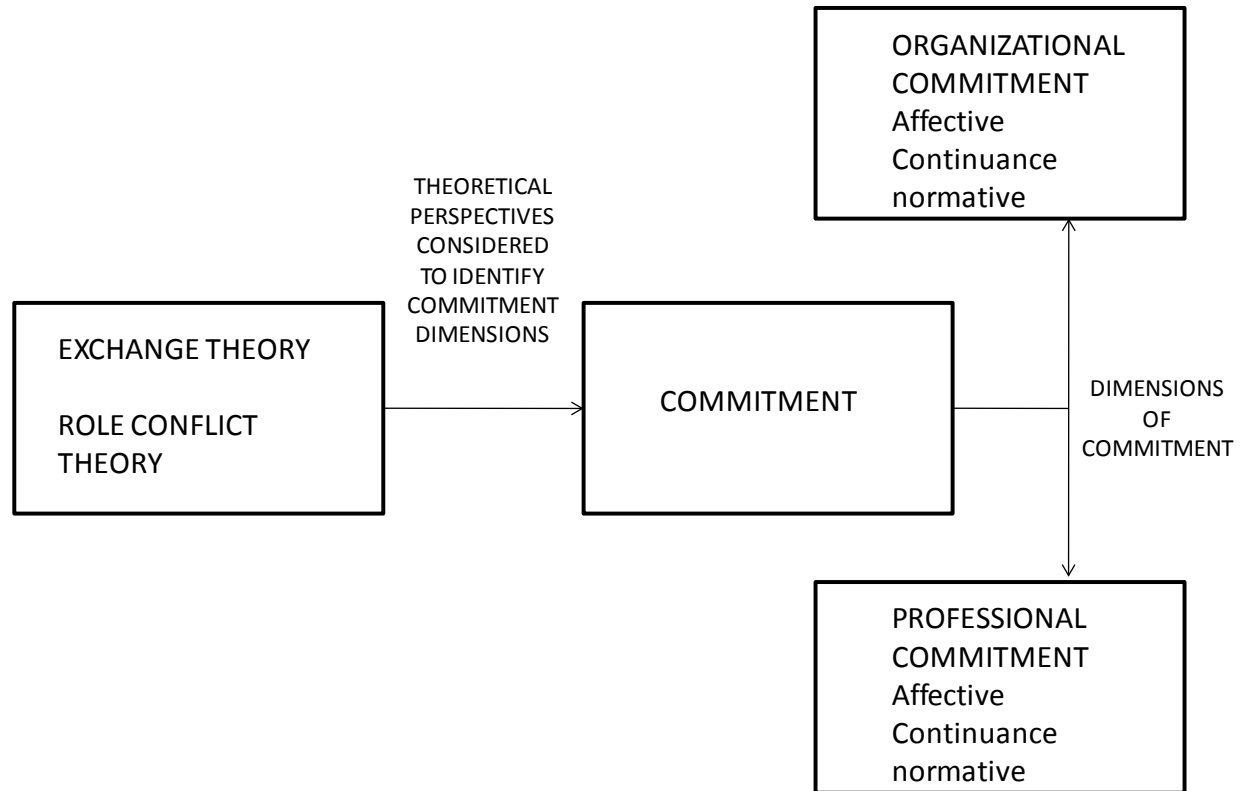 ORGANIZATIONAL
COMMITMENT
Affective
Continuance
normative
THEORETICAL
PERSPECTIVES
CONSIDERED
TO IDENTIFY
COMMITMENT
DIMENSIONS
EXCHANGE THEORY
ROLE CONFLICT
THEORY
COMMITMENT
DIMENSIONS
OF
COMMITMENT
PROFESSIONAL
COMMITMENT
Affective
Continuance
normative